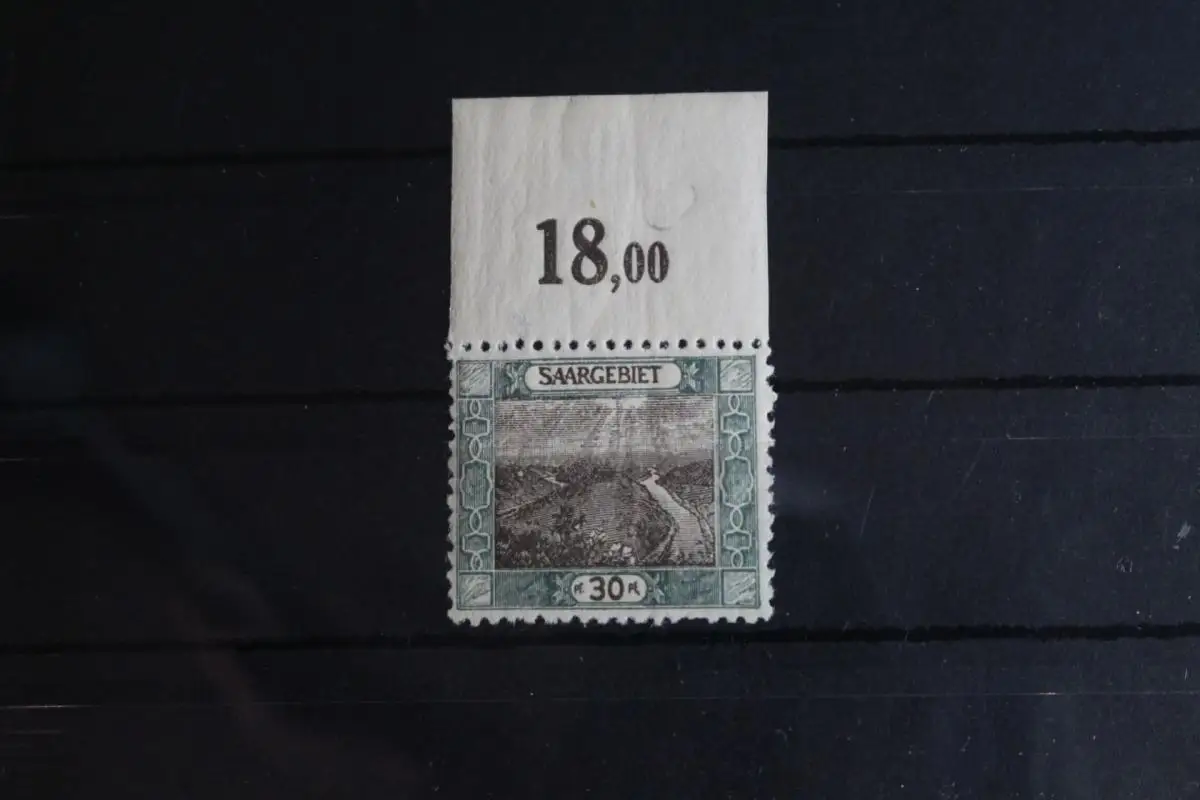 18,00
SAARGEBIET
Pf. 30 Pf.